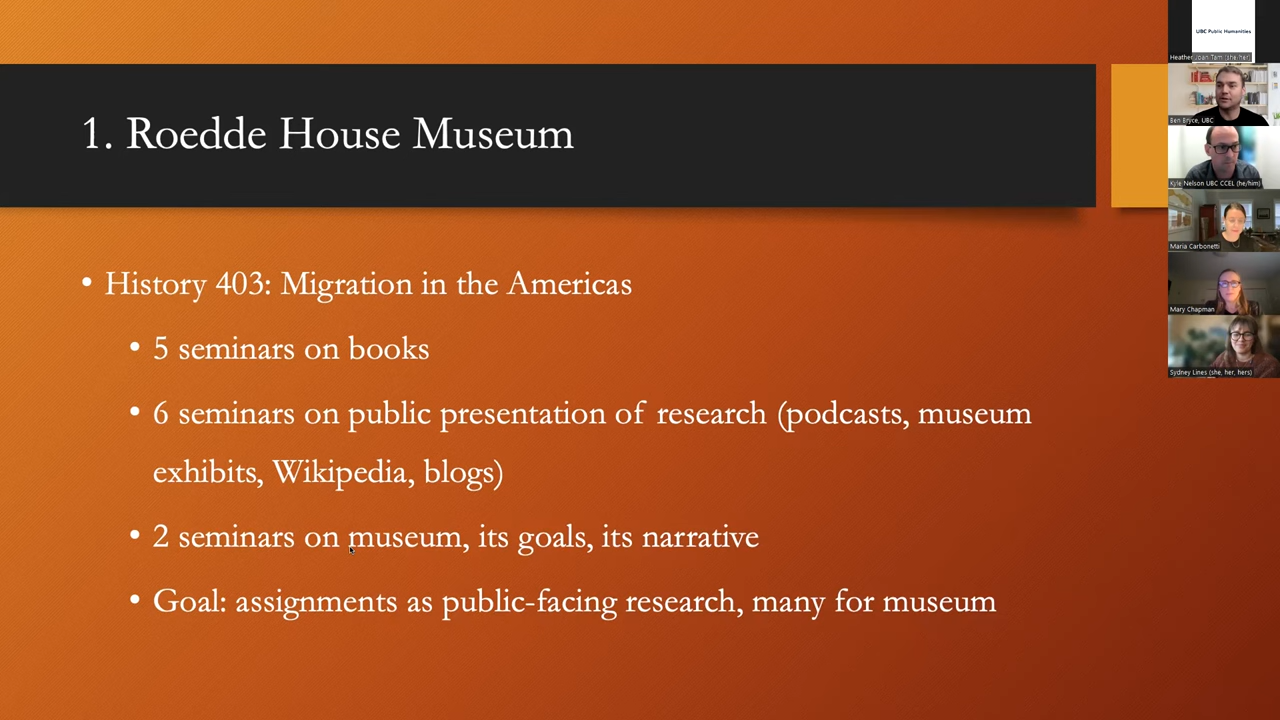 1. Roedde House Museum
• History 403: Migration in the Americas
• 5 seminars on books
• 6 seminars on public presentation of research (podcasts, museum
exhibits, Wikipedia, blogs)
• 2 seminars on museum, its goals, its narrative
• Goal: assignments as public-facing research, many for museum
UBC Public Humanities
Heather Joan Tam (she/her)
Ben Bryce, UBC
Kyle Nelson UBC CCEL (he/him)
Maria Carbonetti
Mary Chapman
Sydney Lines (she, her, hers)